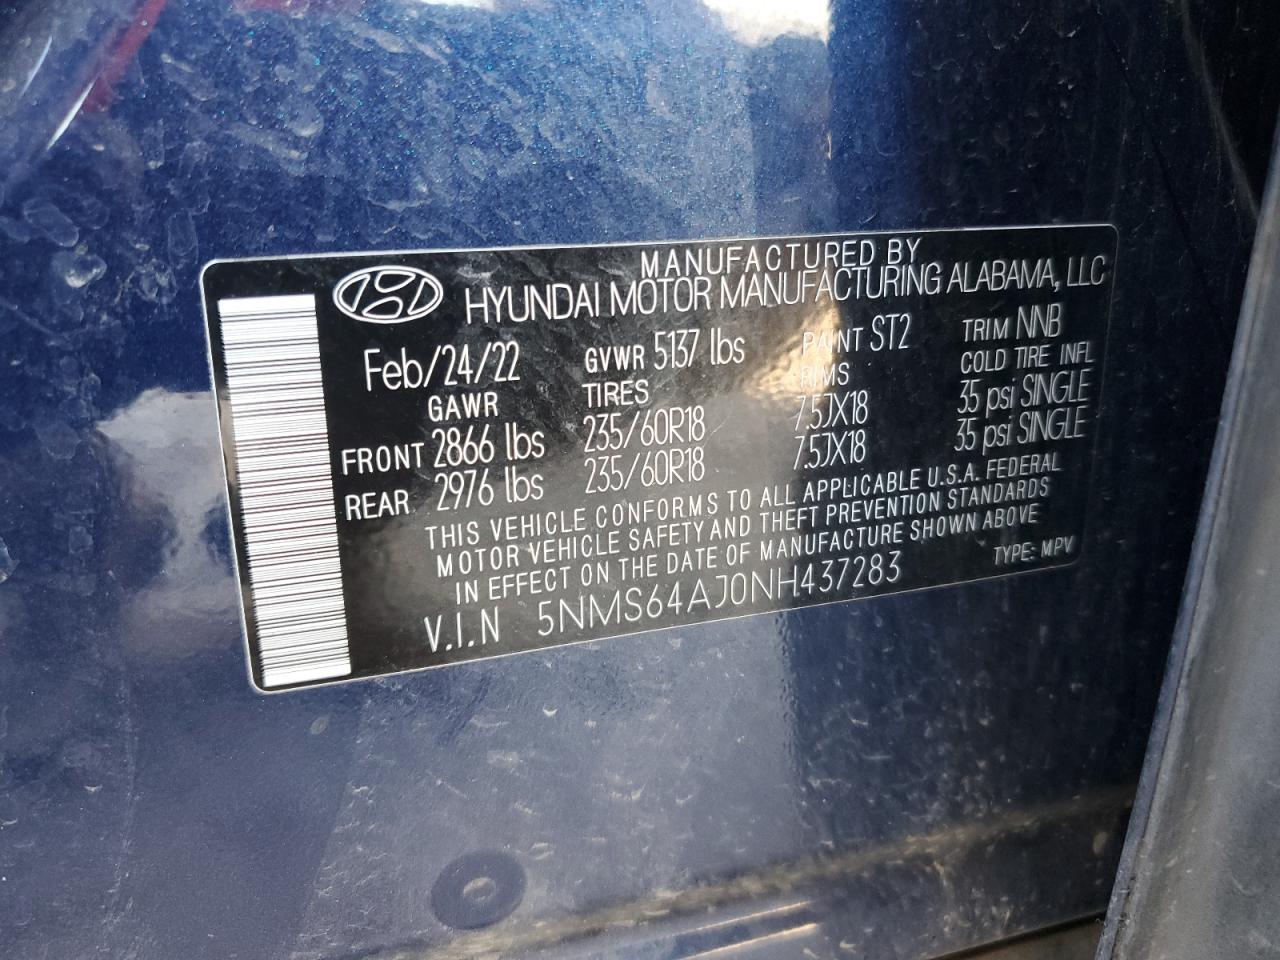 MANUFACTURED BY
HYUNDAI MOTOR MANUFACTURING ALABAMA, LLC
Feb/24/22 GVWR 5137 lbs PAINT ST2 TRIM NNB
GAWR TIRES RIMS COLD TIRE INFL
FRONT 2866 lbs 235/60R18 7.5JX18 35 psi SINGLE
REAR 2976 lbs 235/60R18 7.5JX18 35 psi SINGLE
THIS VEHICLE CONFORMS TO ALL APPLICABLE U.S.A. FEDERAL
MOTOR VEHICLE SAFETY AND THEFT PREVENTION STANDARDS
IN EFFECT ON THE DATE OF MANUFACTURE SHOWN ABOVE
V.I.N 5NMS64AJ0NH437283 TYPE: MPV